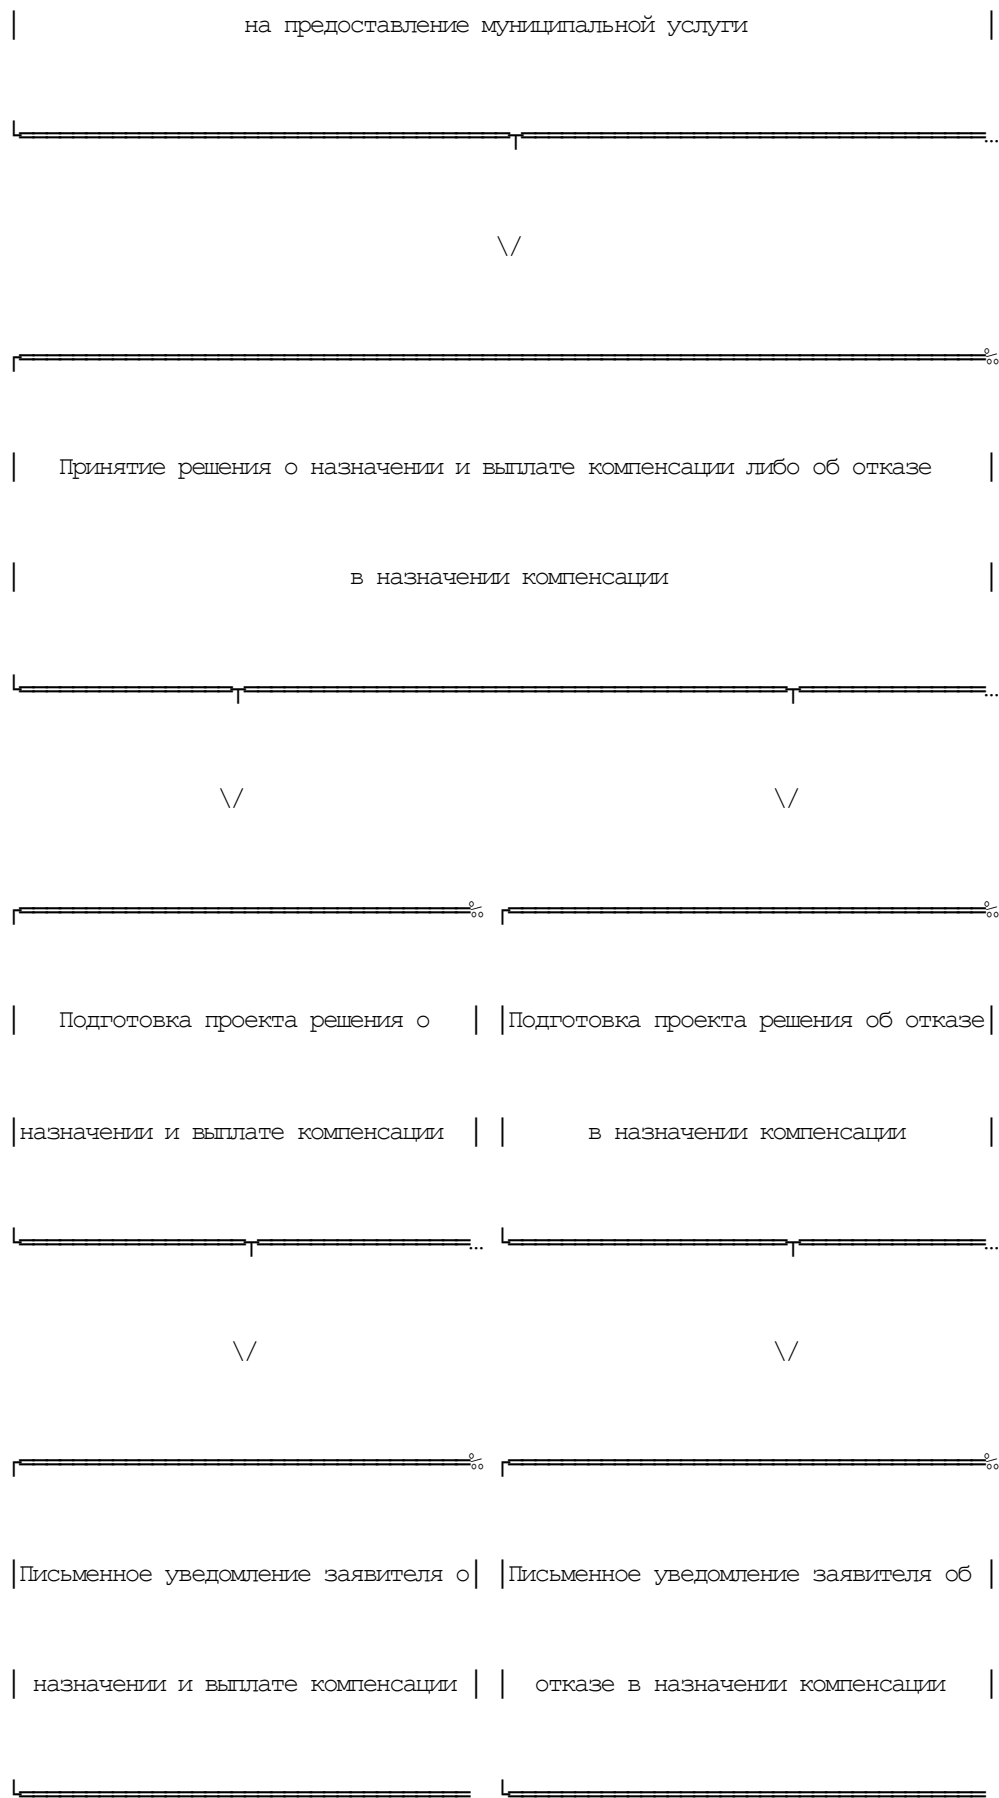 на предоставление муниципальной услуги
\/
Принятие решения о назначении и выплате компенсации либо об отказе
в назначении компенсации
\/ \/
Подготовка проекта решения о | | Подготовка проекта решения об отказе
назначении и выплате компенсации | | в назначении компенсации
\/ \/
Письменное уведомление заявителя о | | Письменное уведомление заявителя об
назначении и выплате компенсации | | отказе в назначении компенсации